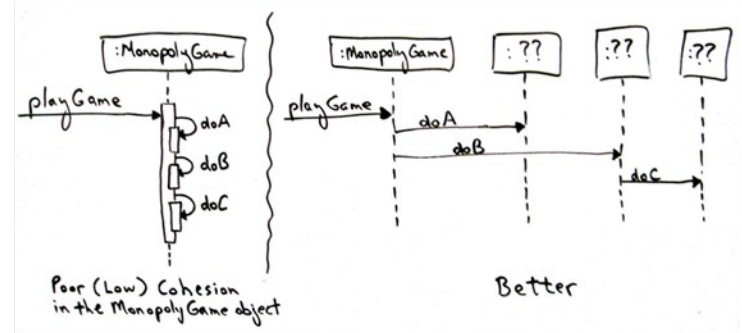 :MonopolyGame
playGame
doA
doB
doC
Poor (Low) Cohesion
in the MonopolyGame object
:MonopolyGame
: ??
:??
:??
playGame
doA
doB
doC
Better